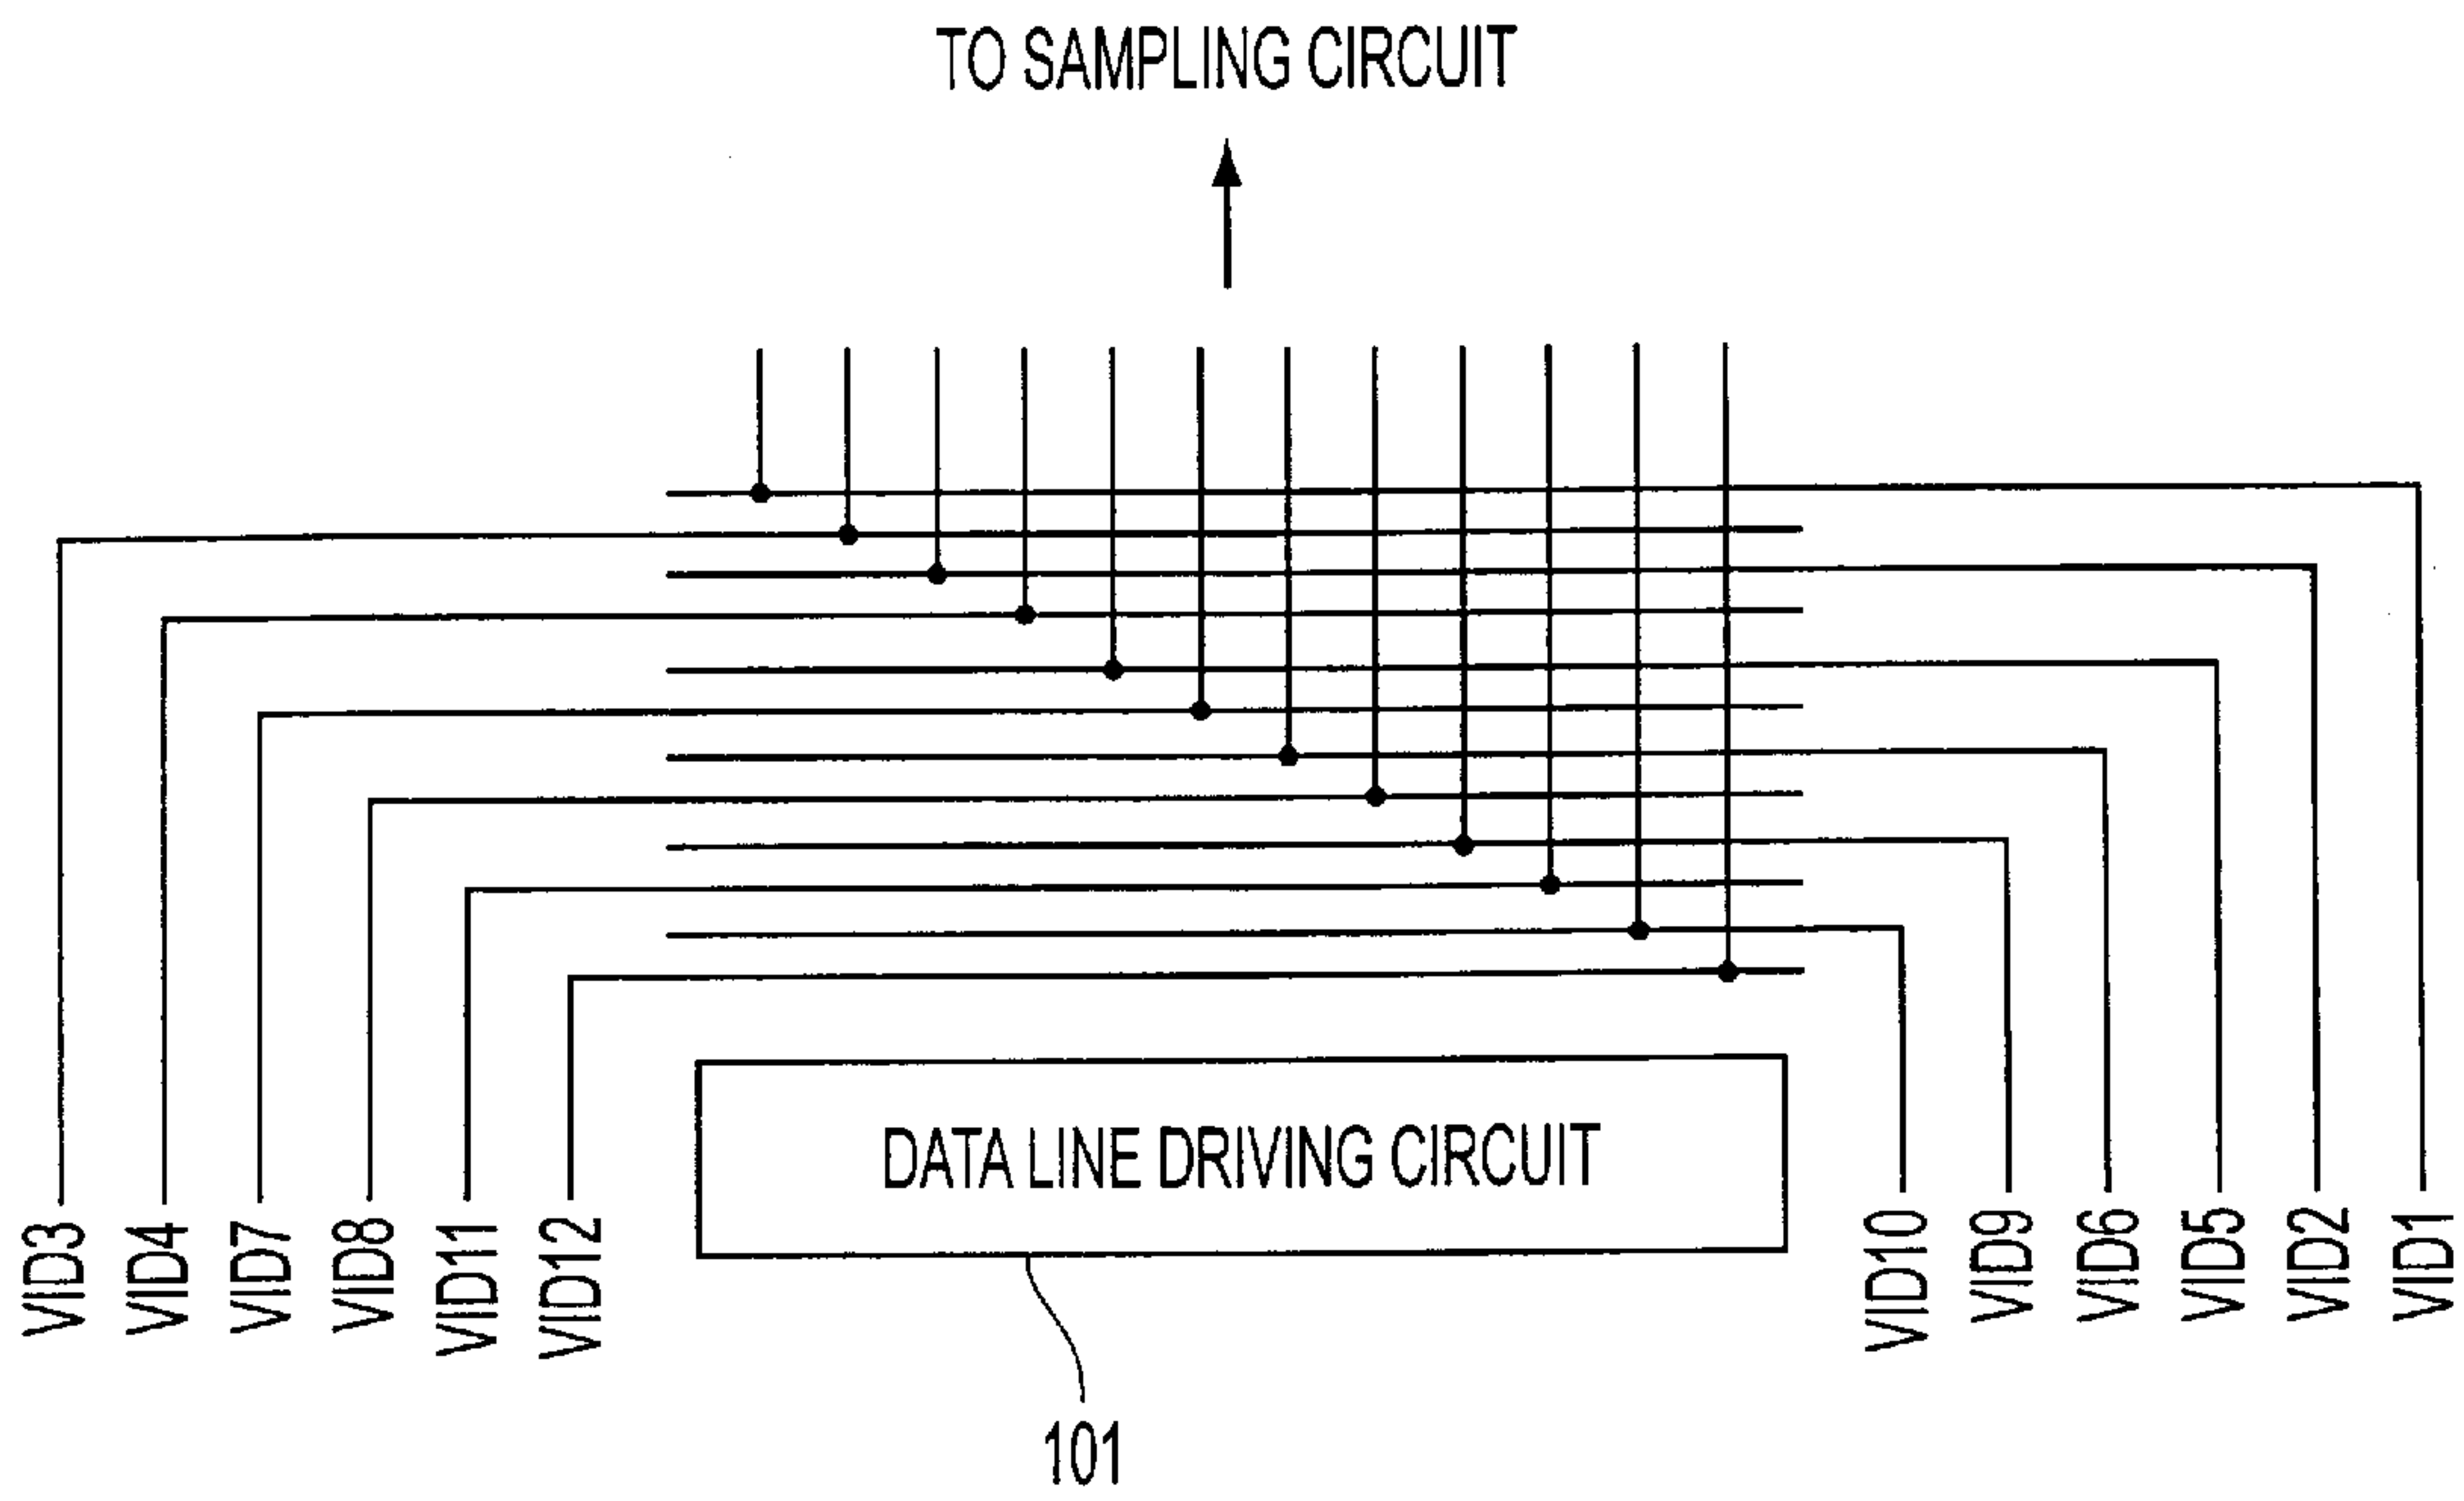 TO SAMPLING CIRCUIT
DATA LINE DRIVING CIRCUIT
VID3
VID4
VID7
VID8
VID11
VID12
VID10
VID9
VID6
VID5
VID2
VID1
101